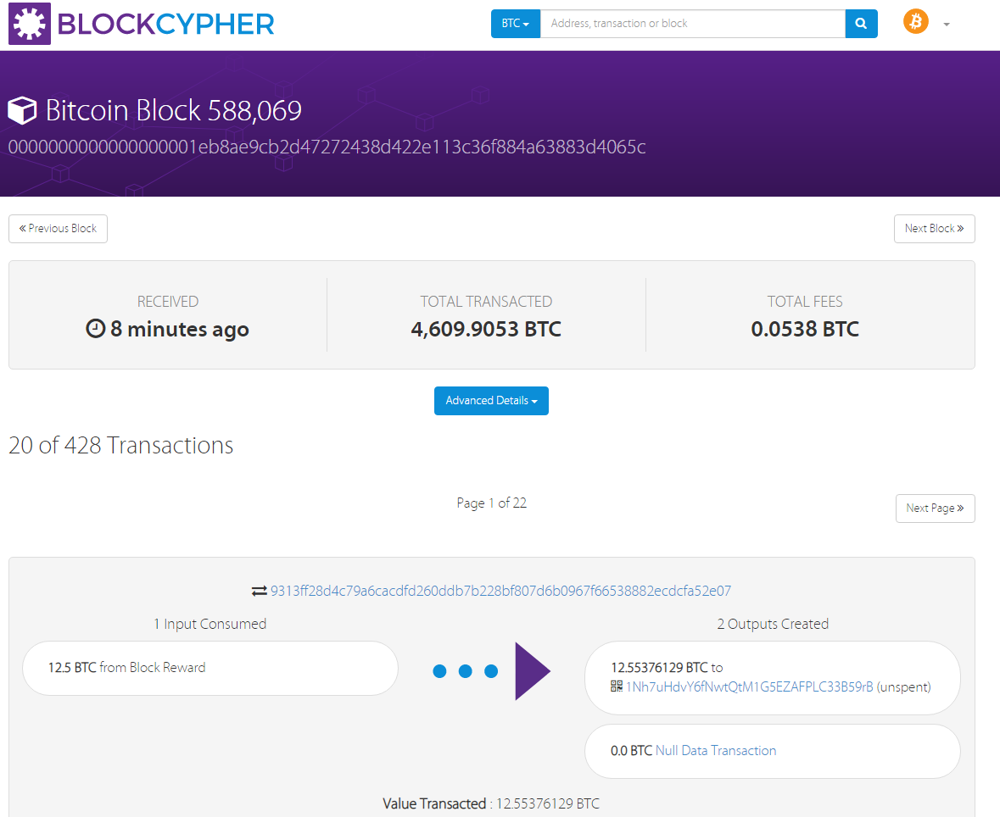 BLOCKCYPHER
BTC
Address, transaction or block
Bitcoin Block 588,069
0000000000000000001eb8ae9cb2d47272438d422e113c36f884a63883d4065c
« Previous Block
Next Block »
RECEIVED
8 minutes ago
TOTAL TRANSACTED
4,609.9053 BTC
TOTAL FEES
0.0538 BTC
Advanced Details
20 of 428 Transactions
Page 1 of 22
Next Page »
9313ff28d4c79a6cacdfd260ddb7b228bf807d6b0967f66538882ecdcfa52e07
1 Input Consumed
2 Outputs Created
12.5 BTC from Block Reward
12.55376129 BTC to
1Nh7uHdvY6fNwtQtM1G5EZAFPLC33B59rB (unspent)
0.0 BTC Null Data Transaction
Value Transacted : 12.55376129 BTC